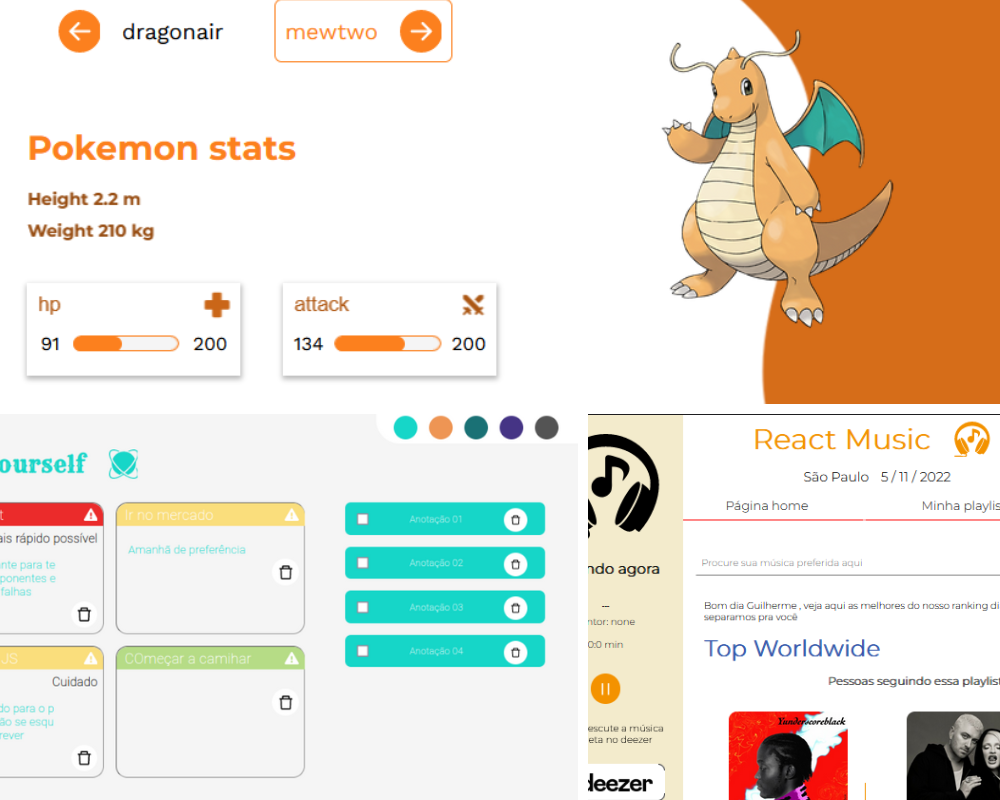 dragonair
mewtwo
Pokemon stats
Height 2.2 m
Weight 210 kg
hp
91 200
attack
134 200
ourself
t
ais rápido possível
nte para te
ponentes e
falhas
Ir no mercado
Amanhã de preferência
JS
Cuidado
do para o p
ão se esqu
rever
COmeçar a camihar
Anotação 01
Anotação 02
Anotação 03
Anotação 04
ndo agora
--
ntor: none
0:0 min
escute a música
eta no deezer
deezer
React Music
São Paulo 5 / 11 / 2022
Página home
Minha playlis
Procure sua música preferida aqui
Bom dia Guilherme , veja aqui as melhores do nosso ranking di
separamos pra você
Top Worldwide
Pessoas seguindo essa playlist
Yunderscoreblack